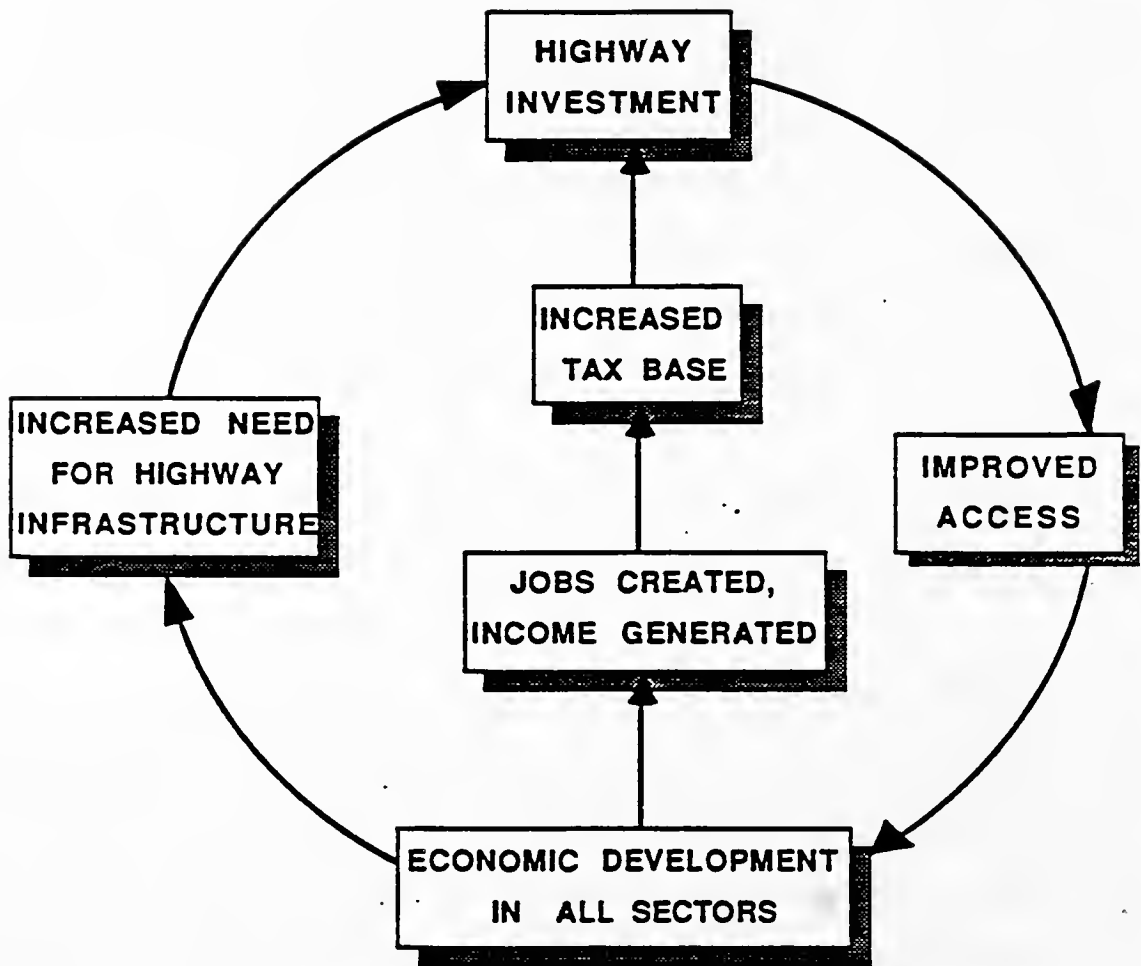 HIGHWAY
INVESTMENT
INCREASED
TAX BASE
INCREASED NEED
FOR HIGHWAY
INFRASTRUCTURE
IMPROVED
ACCESS
JOBS CREATED,
INCOME GENERATED
ECONOMIC DEVELOPMENT
IN ALL SECTORS